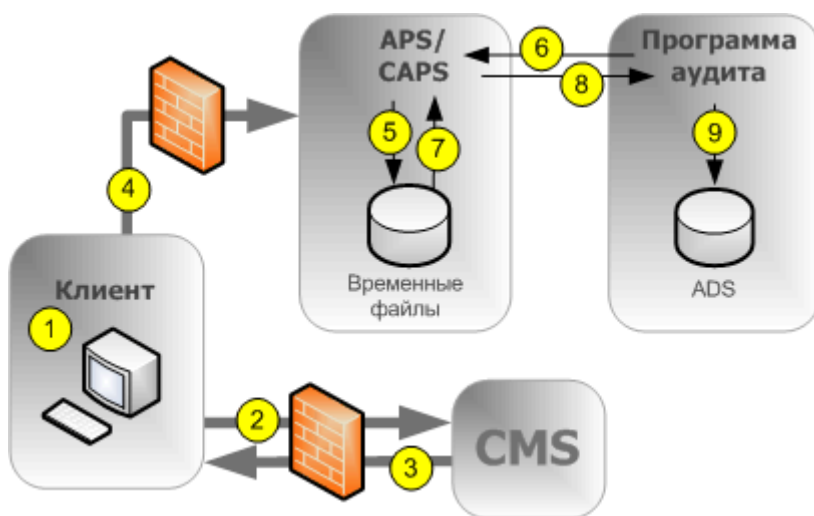 APS/
CAPS
6
Программа
аудита
8
5
7
9
4
Временные
файлы
ADS
Клиент
1
2
3
CMS